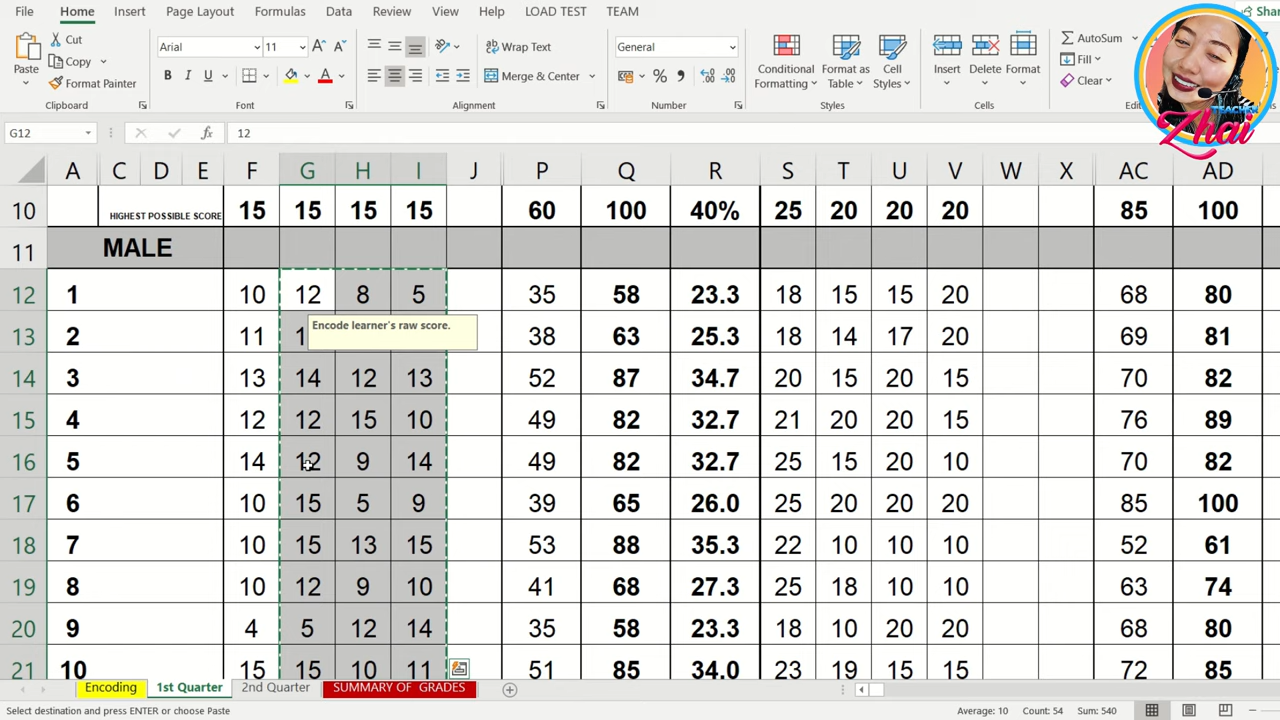 File Home Insert Page Layout Formulas Data Review View Help LOAD TEST TEAM
Cut
Copy
Format Painter
Paste
Clipboard
Arial 11 A A
B I U A
Font
Wrap Text
Merge & Center
Alignment
General
%
Number
Conditional Formatting
Format as Table
Cell Styles
Styles
Insert Delete Format
Cells
AutoSum
Fill
Clear
TEACHER
Zhai
G12 fx 12
A C D E F G H I J P Q R S T U V W X AC AD
10 HIGHEST POSSIBLE SCORE 15 15 15 15 60 100 40% 25 20 20 20 85 100
11 MALE
12 1 10 12 8 5 35 58 23.3 18 15 15 20 68 80
Encode learner's raw score.
13 2 11 38 63 25.3 18 14 17 20 69 81
14 3 13 14 12 13 52 87 34.7 20 15 20 15 70 82
15 4 12 12 15 10 49 82 32.7 21 20 20 15 76 89
16 5 14 12 9 14 49 82 32.7 25 15 20 10 70 82
17 6 10 15 5 9 39 65 26.0 25 20 20 20 85 100
18 7 10 15 13 15 53 88 35.3 22 10 10 10 52 61
19 8 10 12 9 10 41 68 27.3 25 18 10 10 63 74
20 9 4 5 12 14 35 58 23.3 18 10 20 20 68 80
21 10 15 15 10 11 51 85 34.0 23 19 15 15 72 85
Encoding 1st Quarter 2nd Quarter SUMMARY OF GRADES
Select destination and press ENTER or choose Paste Average: 10 Count: 54 Sum: 540